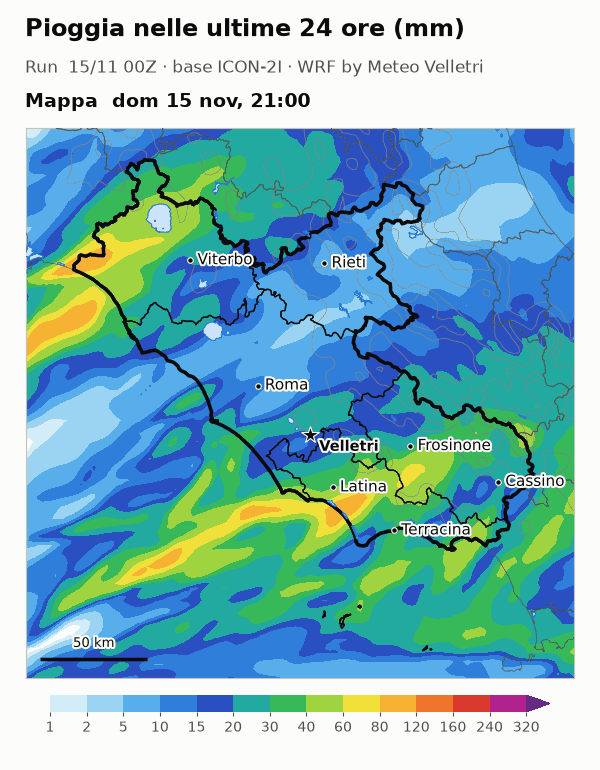 Pioggia nelle ultime 24 ore (mm)
Run  15/11 00Z · base ICON-2I · WRF by Meteo Velletri
Mappa  dom 15 nov, 21:00
Viterbo
Rieti
Roma
Velletri
Frosinone
Latina
Cassino
Terracina
50 km
1 2 5 10 15 20 30 40 60 80 120 160 240 320